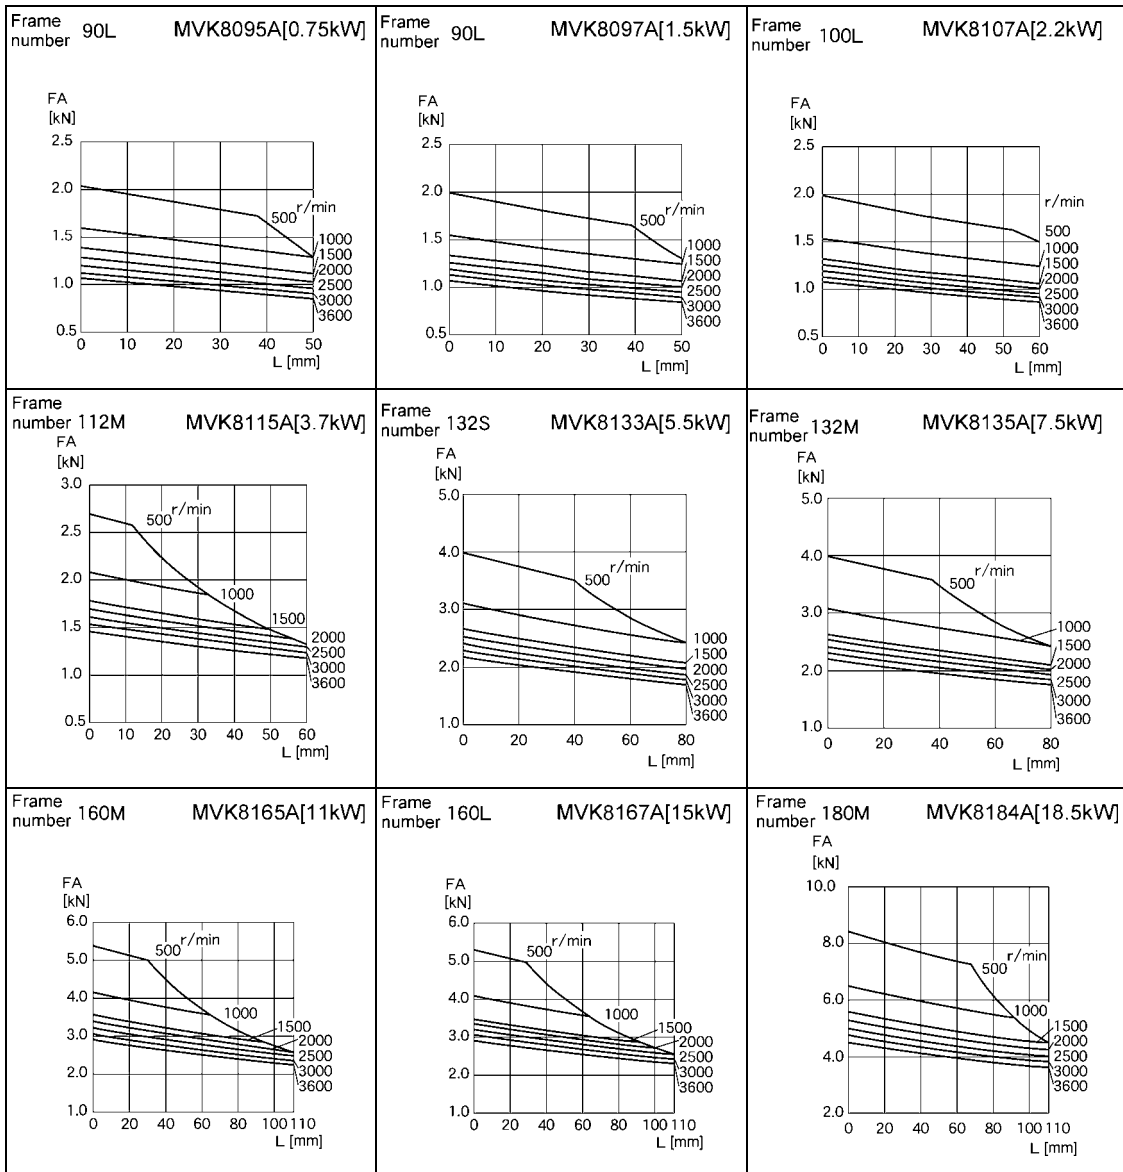 Frame number 90L MVK8095A[0.75kW]
FA
[kN]
2.5
2.0
1.5
1.0
0.5
500 r/min
1000
1500
2000
2500
3000
3600
0 10 20 30 40 50
L [mm]
Frame number 90L MVK8097A[1.5kW]
FA
[kN]
2.5
2.0
1.5
1.0
0.5
500 r/min
1000
1500
2000
2500
3000
3600
0 10 20 30 40 50
L [mm]
Frame number 100L MVK8107A[2.2kW]
FA
[kN]
2.5
2.0
1.5
1.0
0.5
r/min
500
1000
1500
2000
2500
3000
3600
0 10 20 30 40 50 60
L [mm]
Frame number 112M MVK8115A[3.7kW]
FA
[kN]
3.0
2.5
2.0
1.5
1.0
0.5
500 r/min
1000
1500
2000
2500
3000
3600
0 10 20 30 40 50 60
L [mm]
Frame number 132S MVK8133A[5.5kW]
FA
[kN]
5.0
4.0
3.0
2.0
1.0
500 r/min
1000
1500
2000
2500
3000
3600
0 20 40 60 80
L [mm]
Frame number 132M MVK8135A[7.5kW]
FA
[kN]
5.0
4.0
3.0
2.0
1.0
500 r/min
1000
1500
2000
2500
3000
3600
0 20 40 60 80
L [mm]
Frame number 160M MVK8165A[11kW]
FA
[kN]
6.0
5.0
4.0
3.0
2.0
1.0
500 r/min
1000
1500
2000
2500
3000
3600
0 20 40 60 80 100 110
L [mm]
Frame number 160L MVK8167A[15kW]
FA
[kN]
6.0
5.0
4.0
3.0
2.0
1.0
500 r/min
1000
1500
2000
2500
3000
3600
0 20 40 60 80 100 110
L [mm]
Frame number 180M MVK8184A[18.5kW]
FA
[kN]
10.0
8.0
6.0
4.0
2.0
500 r/min
1000
1500
2000
2500
3000
3600
0 20 40 60 80 100 110
L [mm]